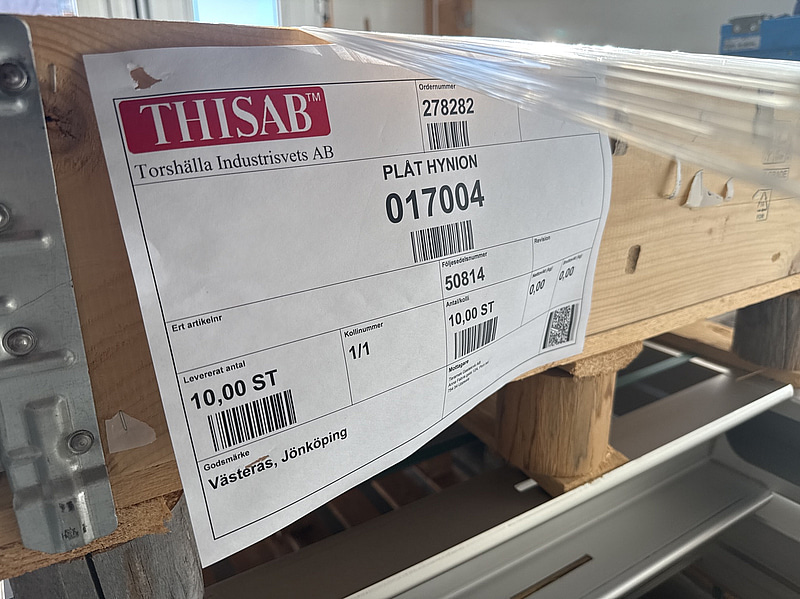 THISAB™
Torshälla Industrisvets AB
Ordernummer
278282
PLÅT HYNION
017004
Ert artikelnr
Följesedelsnummer
50814
Revision
Levererat antal
10,00 ST
Kollinummer
1/1
Antal/kolli
10,00 ST
0,00
0,00
Mottagare
Godsmärke
Västerås, Jönköping